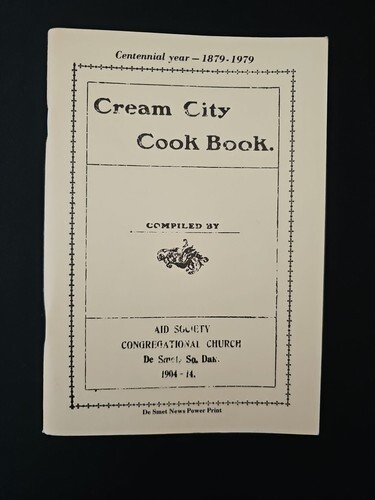 Centennial year — 1879-1979
Cream City
Cook Book.
COMPILED BY
AID SOCIETY
CONGREGATIONAL CHURCH
De Smet, So, Dak.
1904 - 14.
De Smet News Power Print